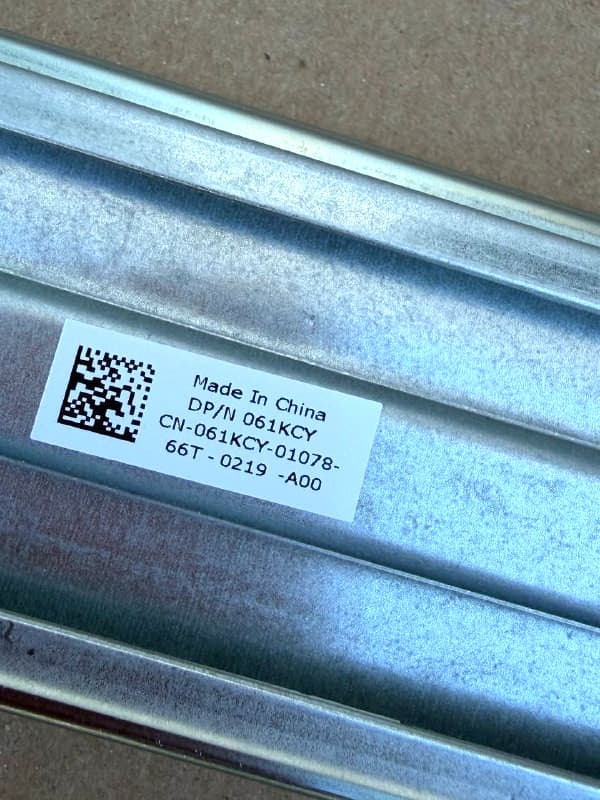 Made In China
DP/N 061KCY
CN-061KCY-01078-
66T-0219 -A00